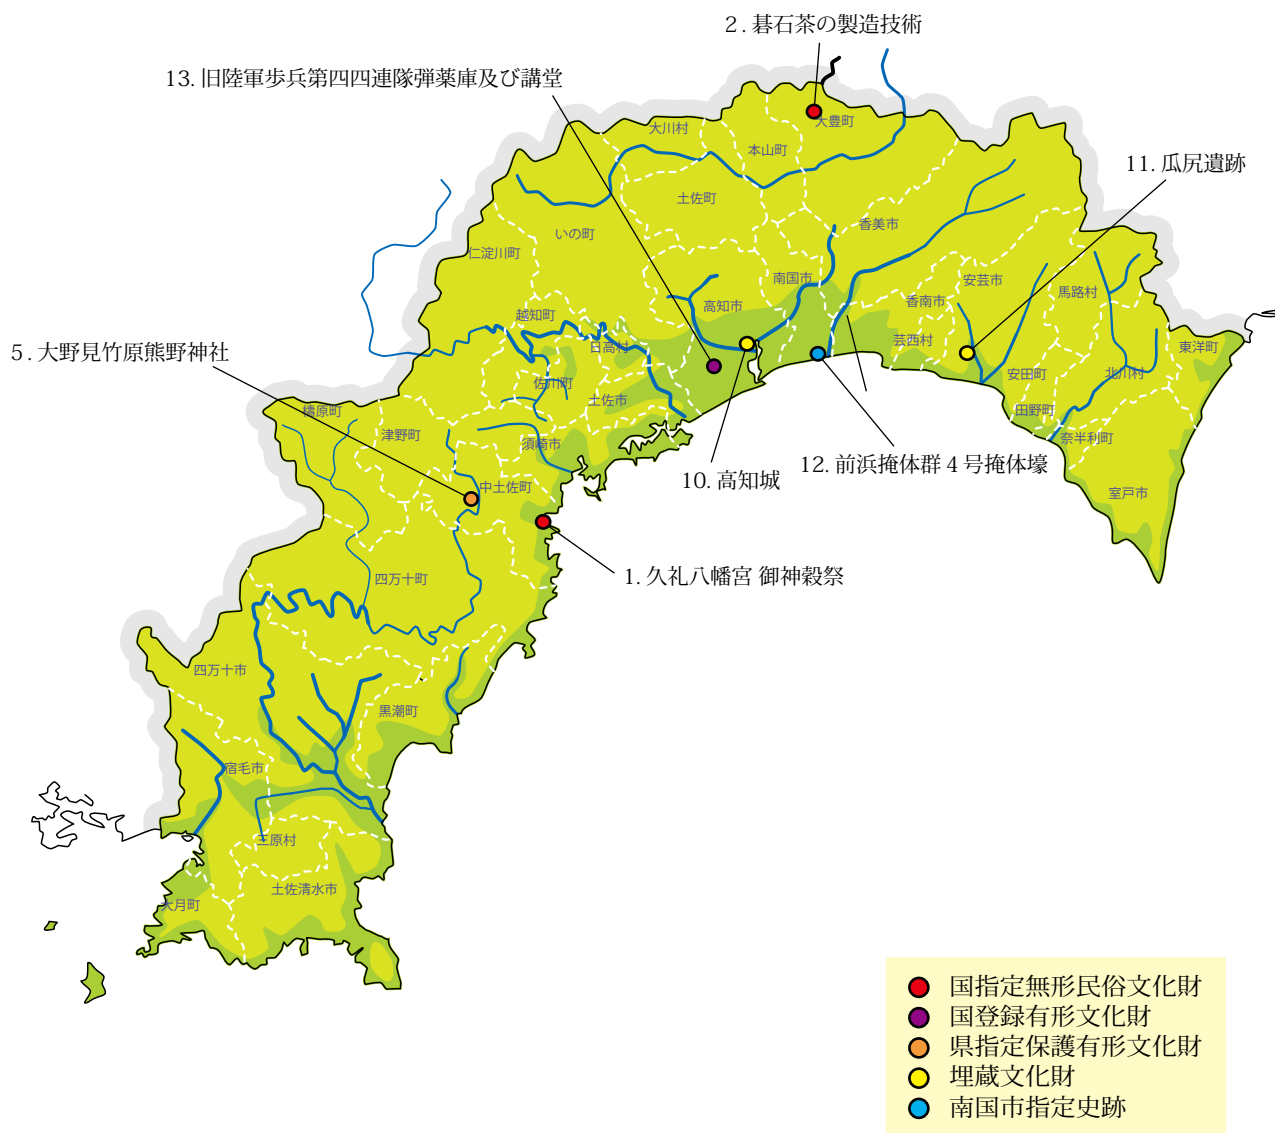 2. 碁石茶の製造技術
13. 旧陸軍歩兵第四四連隊弾薬庫及び講堂
大川村
大豊町
本山町
11. 瓜尻遺跡
土佐町
香美市
いの町
仁淀川町
南国市
安芸市
馬路村
高知市
香南市
越知町
芸西村
日高村
東洋町
5. 大野見竹原熊野神社
佐川町
安田町
北川村
土佐市
檮原町
田野町
津野町
奈半利町
須崎市
12. 前浜掩体群4号掩体壕
10. 高知城
中土佐町
室戸市
1. 久礼八幡宮 御神穀祭
四万十町
四万十市
黒潮町
宿毛市
三原村
土佐清水市
大月町
国指定無形民俗文化財
国登録有形文化財
県指定保護有形文化財
埋蔵文化財
南国市指定史跡